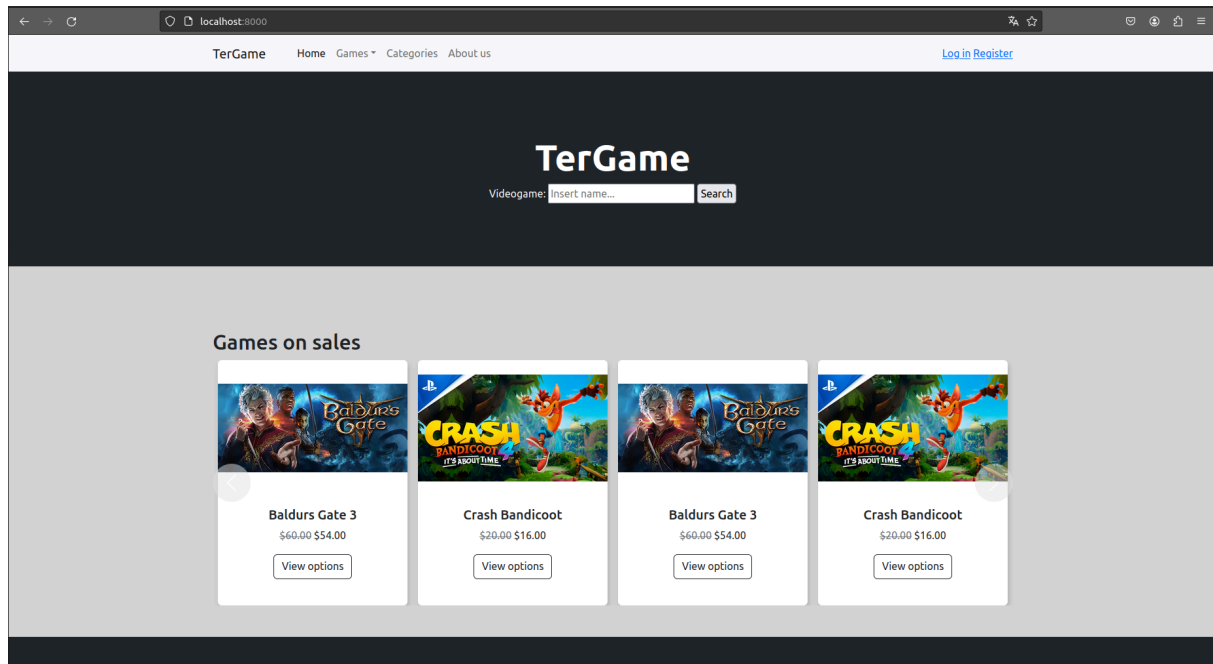 localhost:8000
TerGame Home Games Categories About us Log in Register
TerGame
Videogame: Insert name... Search
Games on sales
Baldur's Gate
CRASH BANDICOOT 4 IT'S ABOUT TIME
Baldur's Gate
CRASH BANDICOOT 4 IT'S ABOUT TIME
Baldurs Gate 3
Crash Bandicoot
Baldurs Gate 3
Crash Bandicoot
$60.00 $54.00
$20.00 $16.00
$60.00 $54.00
$20.00 $16.00
View options
View options
View options
View options